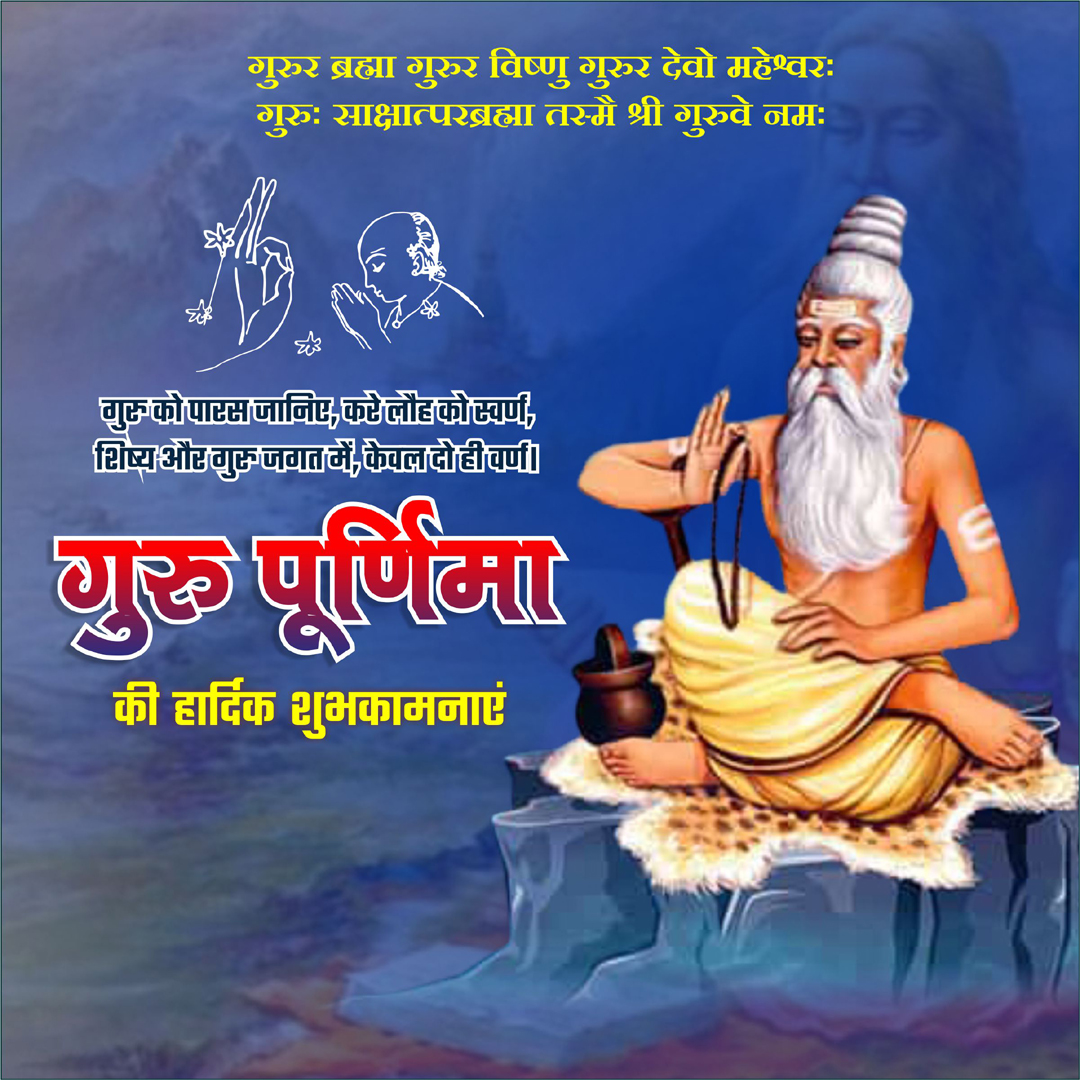 गुरुर ब्रह्मा गुरुर विष्णु गुरुर देवो महेश्वरः
गुरुः साक्षात्परब्रह्मा तस्मै श्री गुरुवे नमः
गुरु को पारस जानिए, करे लौह को स्वर्ण,
शिष्य और गुरु जगत में, केवल दो ही वर्ण।
गुरु पूर्णिमा
की हार्दिक शुभकामनाएं